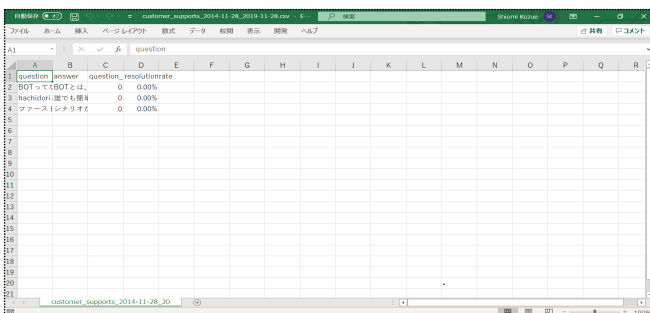 自動保存 オフ customer_supports_2014-11-28_2019-11-28.csv - E… 検索 Shiomi Kozue
ファイル ホーム 挿入 ページ レイアウト 数式 データ 校閲 表示 開発 ヘルプ 共有 コメント
A1 fx question
A B C D E F G H I J K L M N O P Q R
1 question answer question_ resolutionrate
2 BOTって BOTとは、 0 0.00%
3 hachidori 誰でも簡単 0 0.00%
4 ファースト シナリオ 0 0.00%
5
6
7
8
9
10
11
12
13
14
15
16
17
18
19
20
21
customer_supports_2014-11-28_20
100%